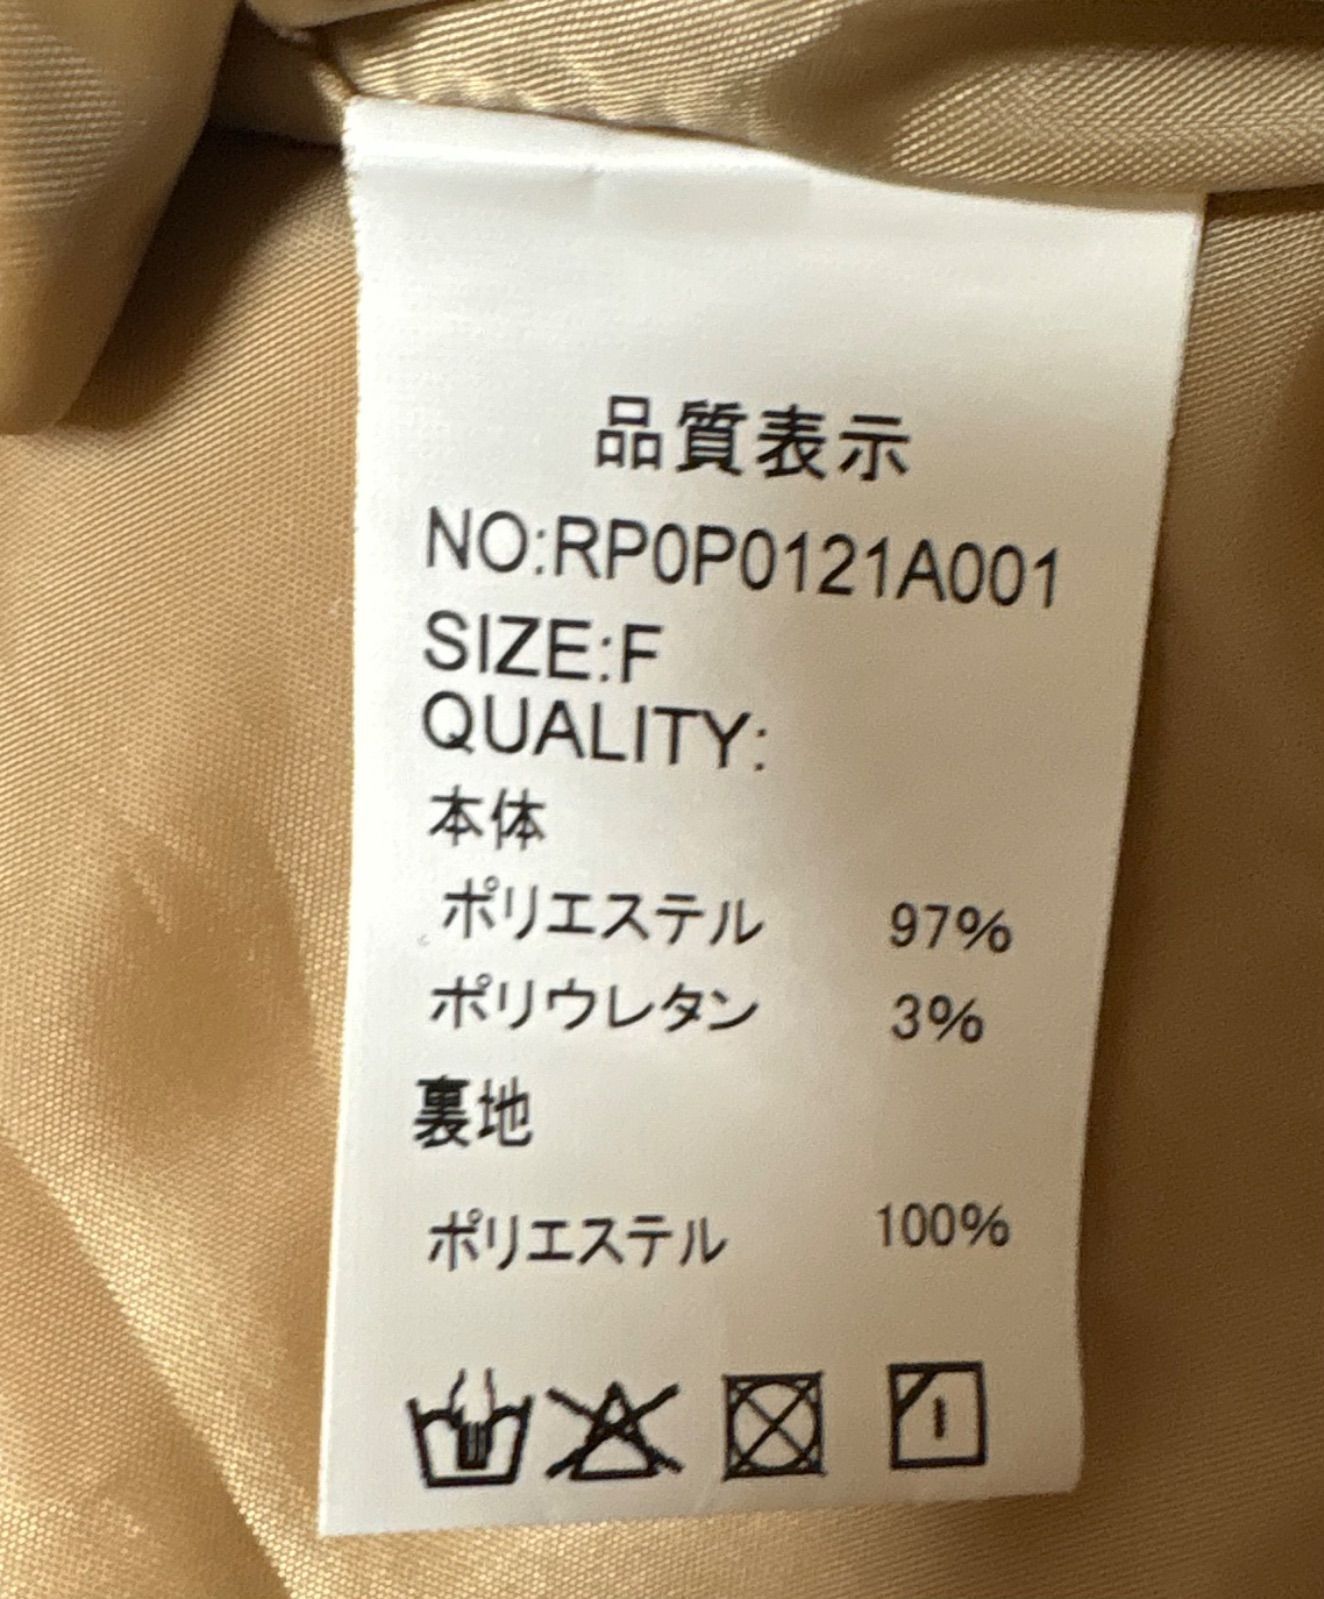 品質表示
NO:RP0P0121A001
SIZE:F
QUALITY:
本体
ポリエステル 97%
ポリウレタン 3%
裏地
ポリエステル 100%